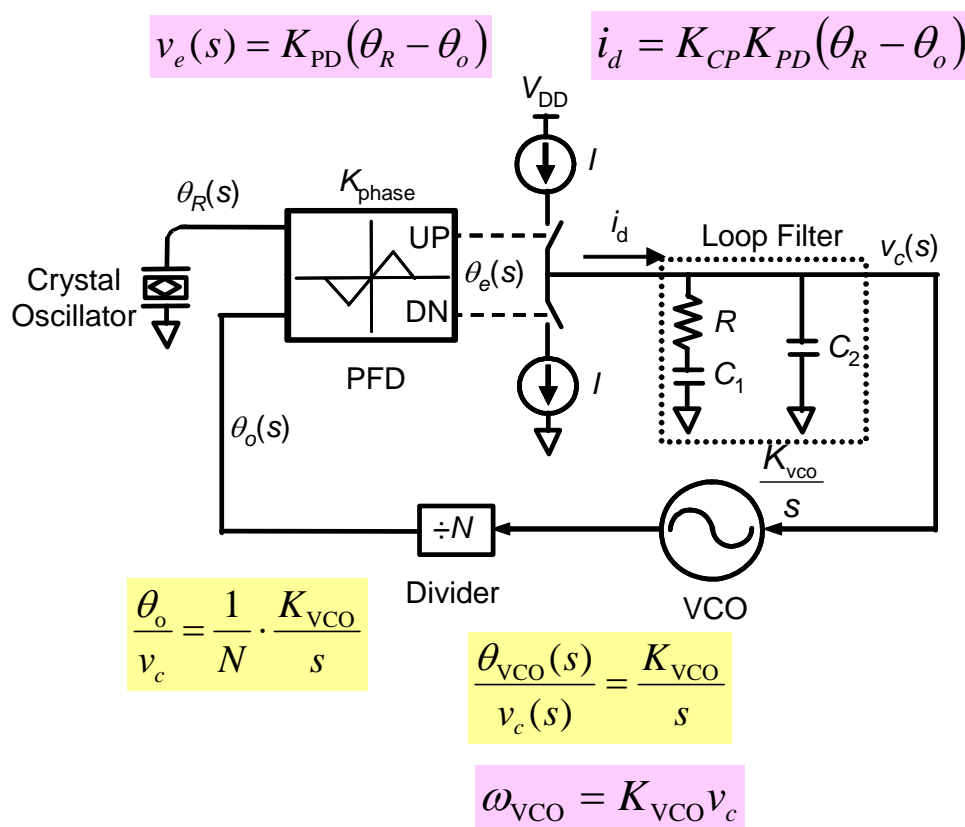 v_e(s) = K_PD(θ_R − θ_o)
i_d = K_CP K_PD(θ_R − θ_o)
V_DD
I
θ_R(s)
K_phase
UP
θ_e(s)
DN
PFD
i_d
Loop Filter
v_c(s)
Crystal
Oscillator
R
C_1
C_2
I
θ_o(s)
K_vco
s
÷N
Divider
VCO
θ_o / v_c = 1 / N · K_VCO / s
θ_VCO(s) / v_c(s) = K_VCO / s
ω_VCO = K_VCO v_c